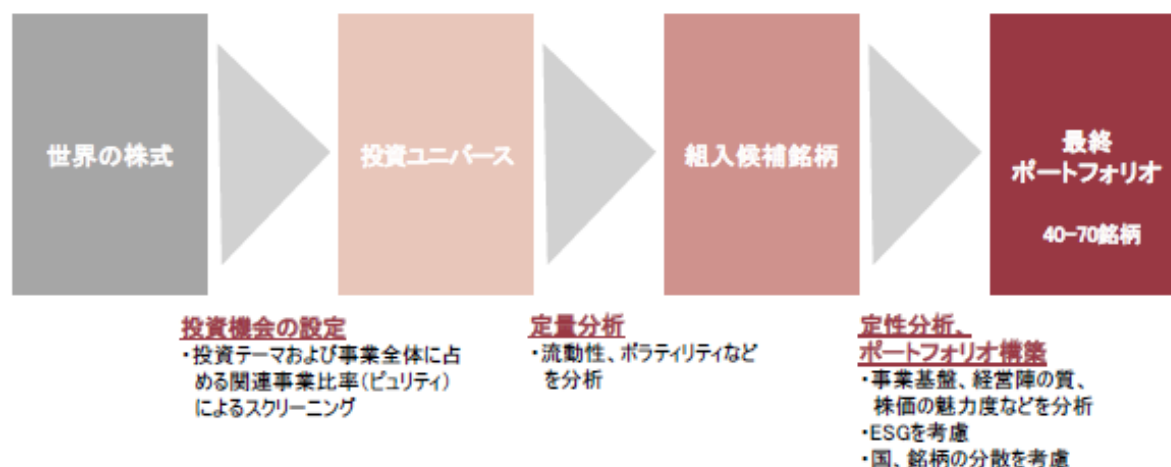 世界の株式
投資ユニバース
組入候補銘柄
最終
ポートフォリオ
40-70銘柄
投資機会の設定
・投資テーマおよび事業全体に占
める関連事業比率(ピュリティ)
によるスクリーニング
定量分析
・流動性、ボラティリティなど
を分析
定性分析、
ポートフォリオ構築
・事業基盤、経営陣の質、
株価の魅力度などを分析
・ESGを考慮
・国、銘柄の分散を考慮